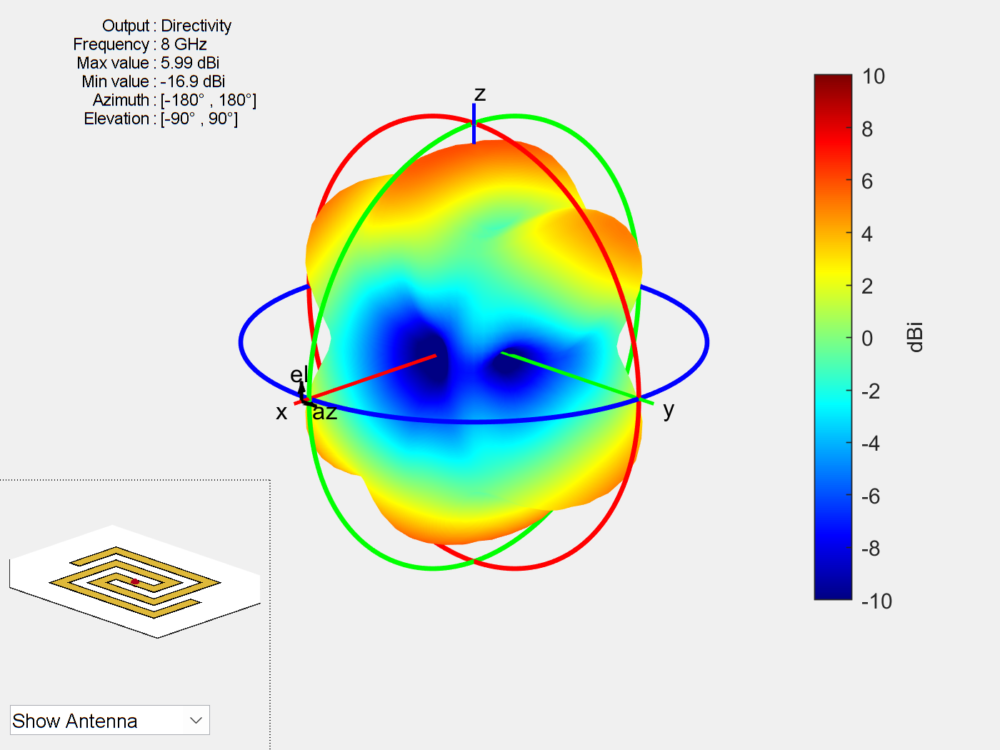 Output : Directivity
Frequency : 8 GHz
Max value : 5.99 dBi
Min value : -16.9 dBi
Azimuth : [-180° , 180°]
Elevation : [-90° , 90°]
z
x
y
el
az
10
8
6
4
2
0
-2
-4
-6
-8
-10
dBi
Show Antenna